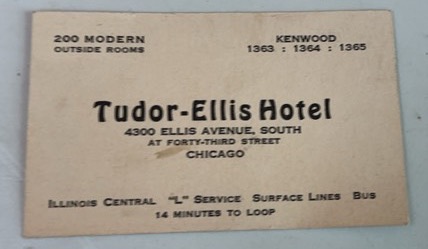 200 MODERN
OUTSIDE ROOMS
KENWOOD
1363 : 1364 : 1365
Tudor-Ellis Hotel
4300 ELLIS AVENUE, SOUTH
AT FORTY-THIRD STREET
CHICAGO
ILLINOIS CENTRAL "L" SERVICE SURFACE LINES BUS
14 MINUTES TO LOOP